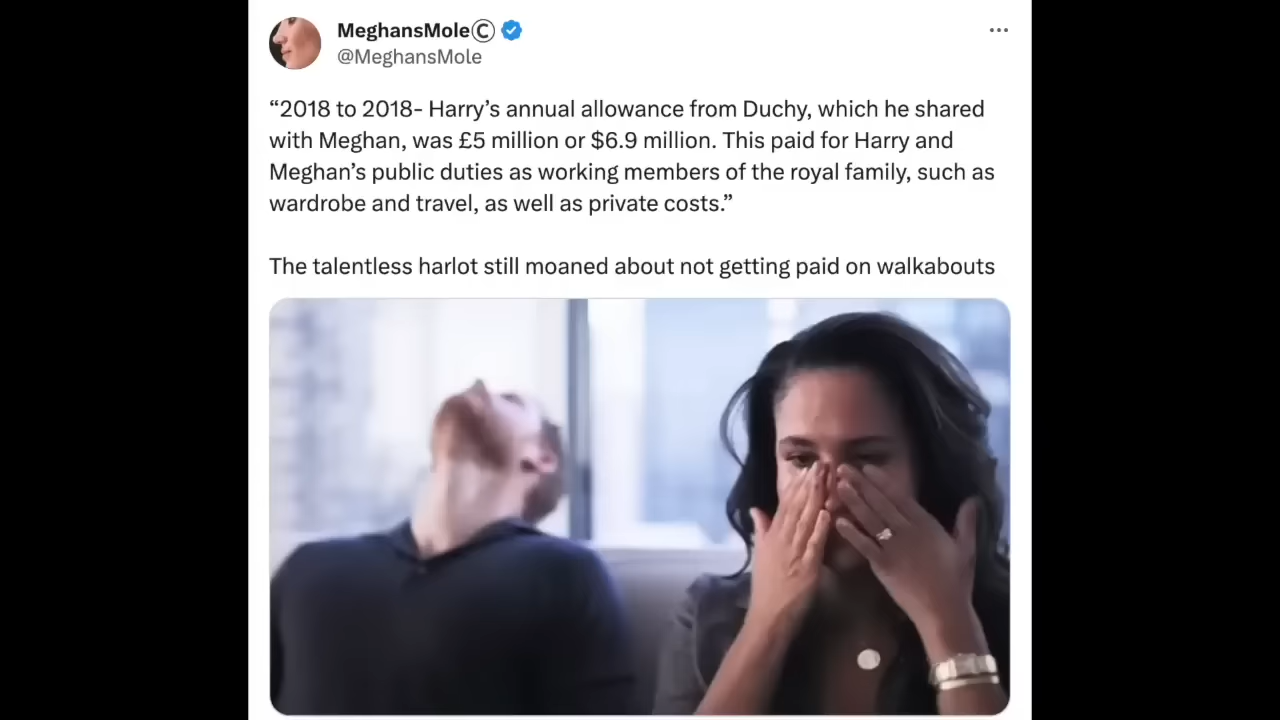 MeghansMoleⒸ
@MeghansMole
“2018 to 2018- Harry’s annual allowance from Duchy, which he shared
with Meghan, was £5 million or $6.9 million. This paid for Harry and
Meghan’s public duties as working members of the royal family, such as
wardrobe and travel, as well as private costs.”
The talentless harlot still moaned about not getting paid on walkabouts